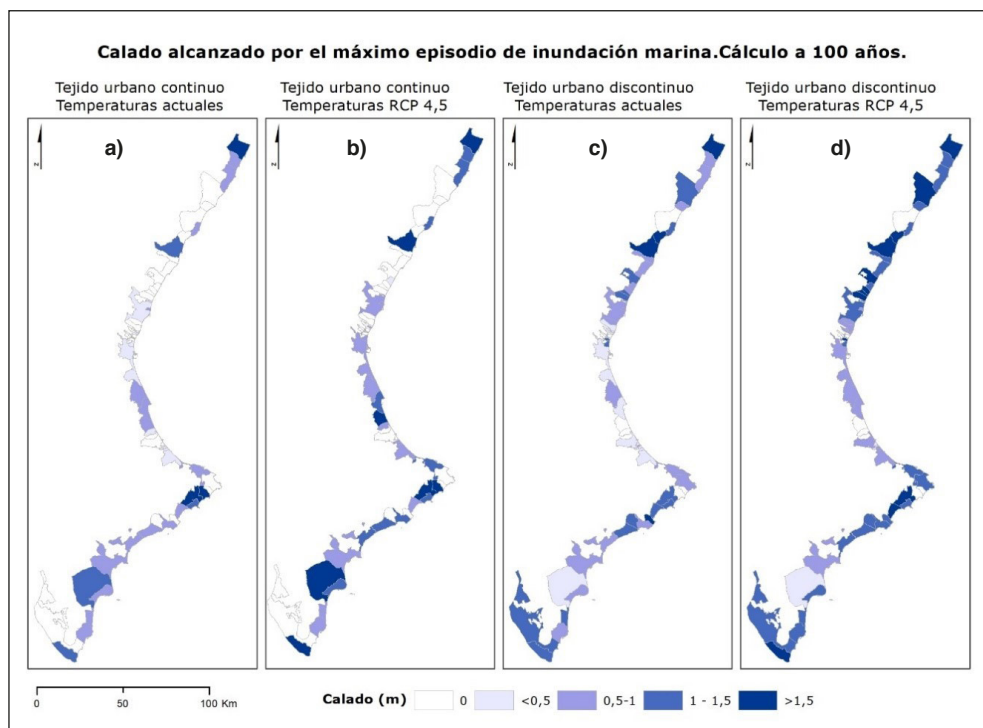 Calado alcanzado por el máximo episodio de inundación marina.Cálculo a 100 años.
Tejido urbano continuo
Temperaturas actuales
Tejido urbano continuo
Temperaturas RCP 4,5
Tejido urbano discontinuo
Temperaturas actuales
Tejido urbano discontinuo
Temperaturas RCP 4,5
a)
b)
c)
d)
z
z
z
z
0 50 100 Km
Calado (m) 0 <0,5 0,5-1 1 - 1,5 >1,5